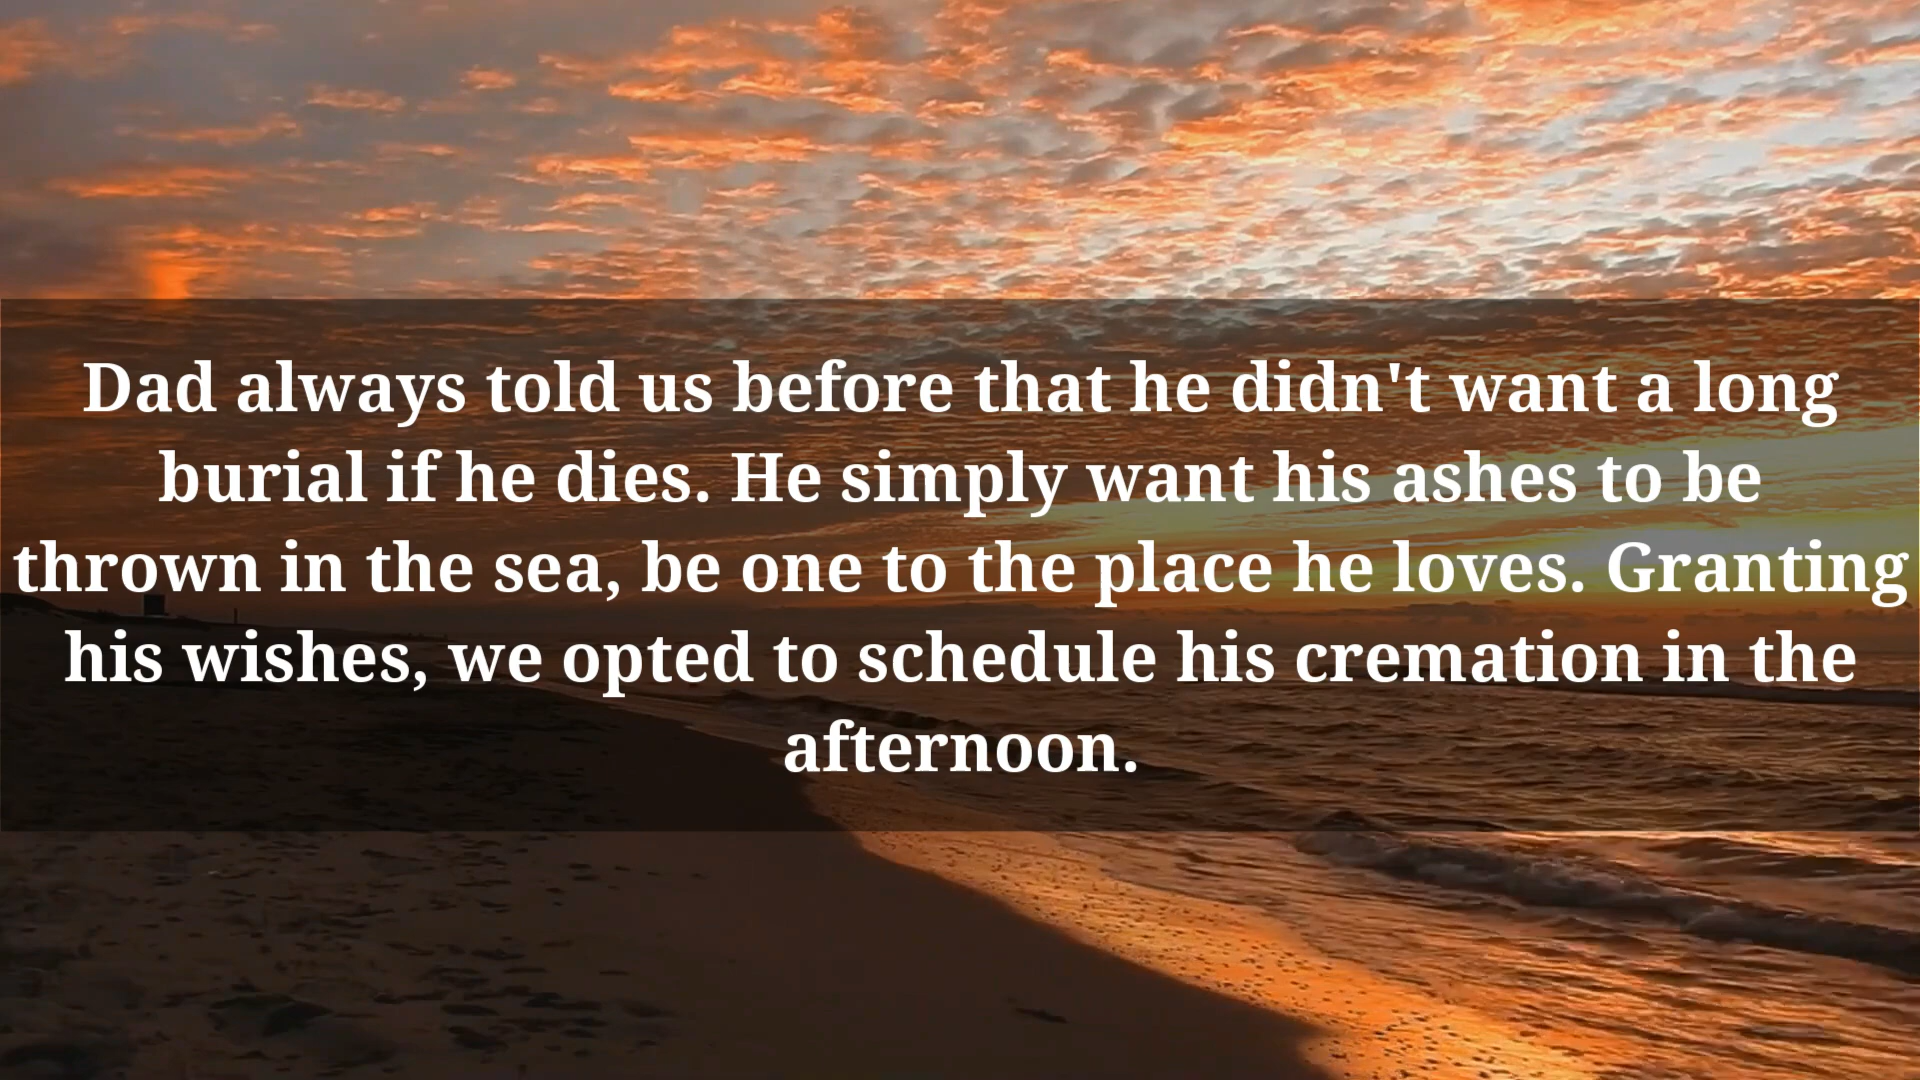 Dad always told us before that he didn't want a long
burial if he dies. He simply want his ashes to be
thrown in the sea, be one to the place he loves. Granting
his wishes, we opted to schedule his cremation in the
afternoon.